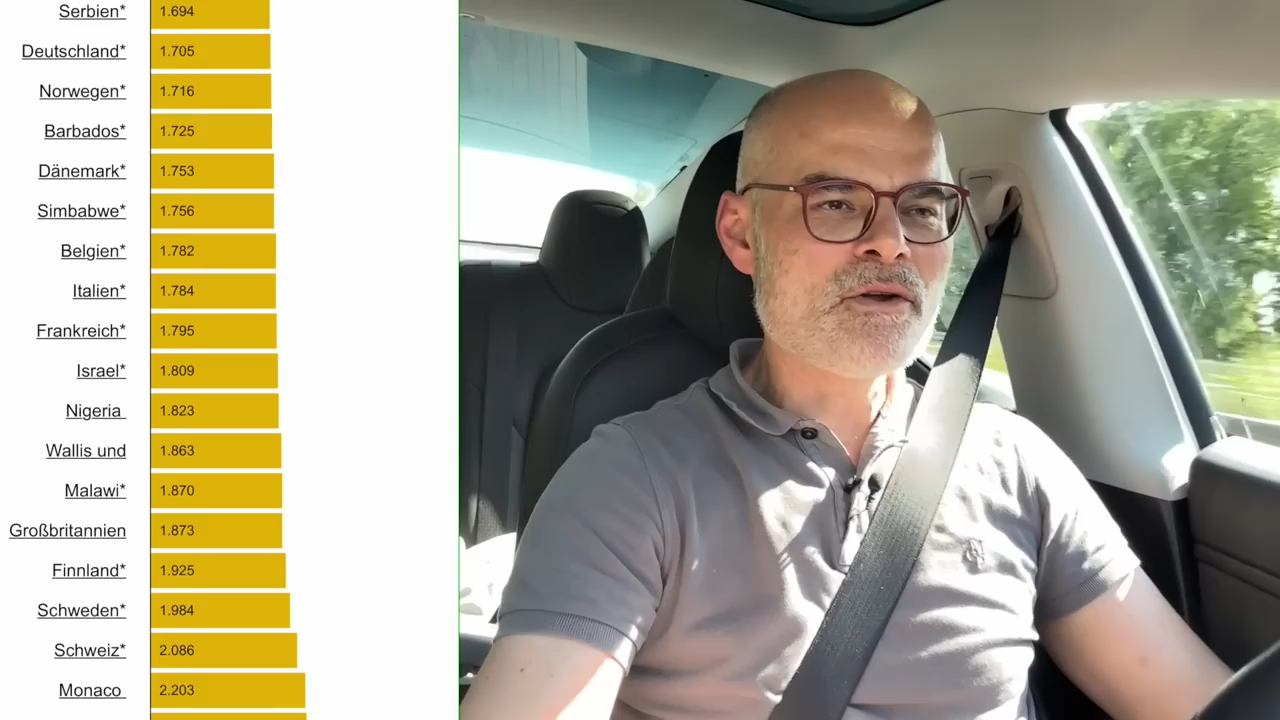 Serbien* 1.694
Deutschland* 1.705
Norwegen* 1.716
Barbados* 1.725
Dänemark* 1.753
Simbabwe* 1.756
Belgien* 1.782
Italien* 1.784
Frankreich* 1.795
Israel* 1.809
Nigeria 1.823
Wallis und 1.863
Malawi* 1.870
Großbritannien 1.873
Finnland* 1.925
Schweden* 1.984
Schweiz* 2.086
Monaco 2.203